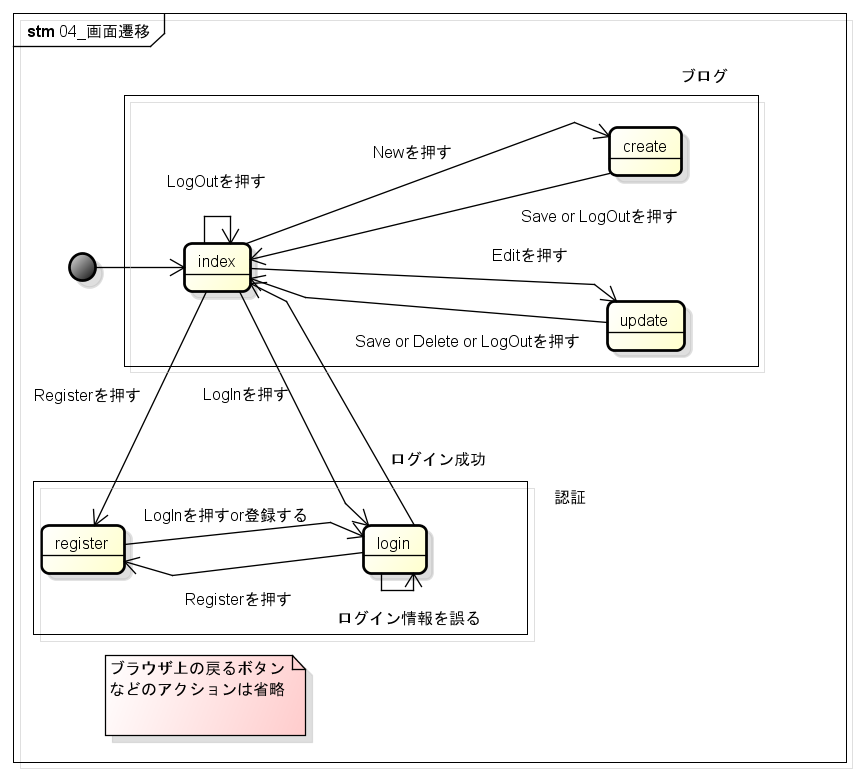 stm 04_画面遷移
ブログ
Newを押す
create
LogOutを押す
Save or LogOutを押す
index
Editを押す
update
Save or Delete or LogOutを押す
Registerを押す
LogInを押す
ログイン成功
認証
LogInを押すor登録する
register
login
Registerを押す
ログイン情報を誤る
ブラウザ上の戻るボタン
などのアクションは省略